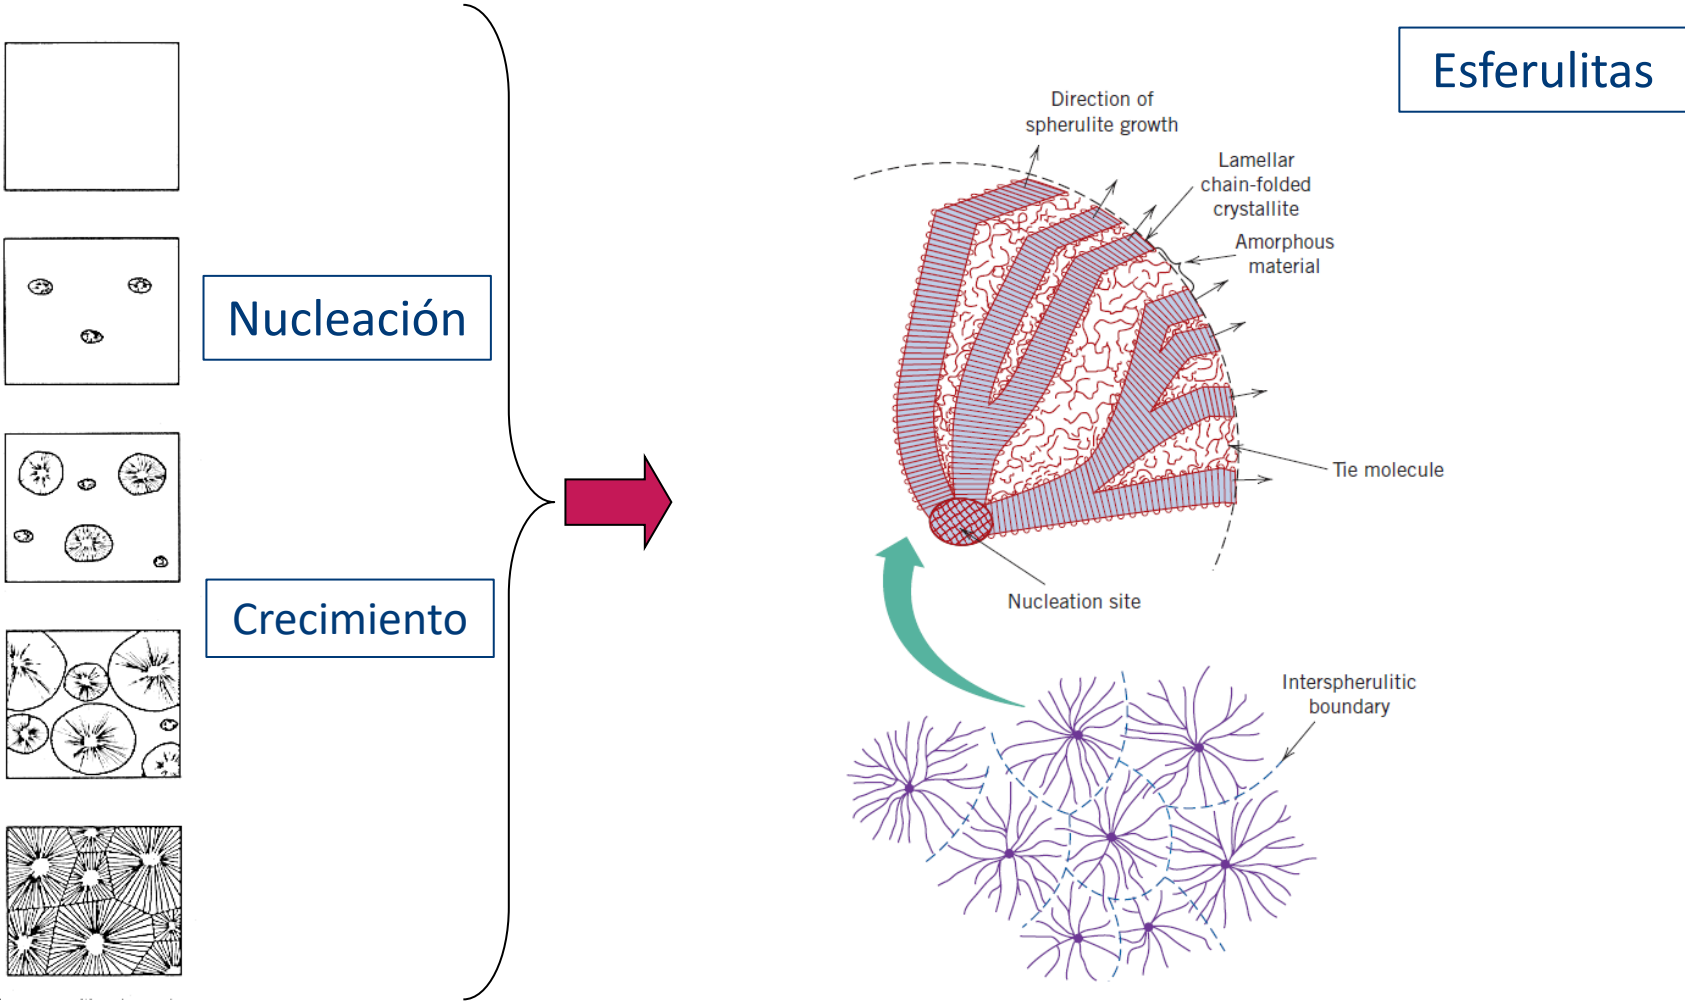 Esferulitas
Nucleación
Crecimiento
Direction of
spherulite growth
Lamellar
chain-folded
crystallite
Amorphous
material
Tie molecule
Nucleation site
Interspherulitic
boundary